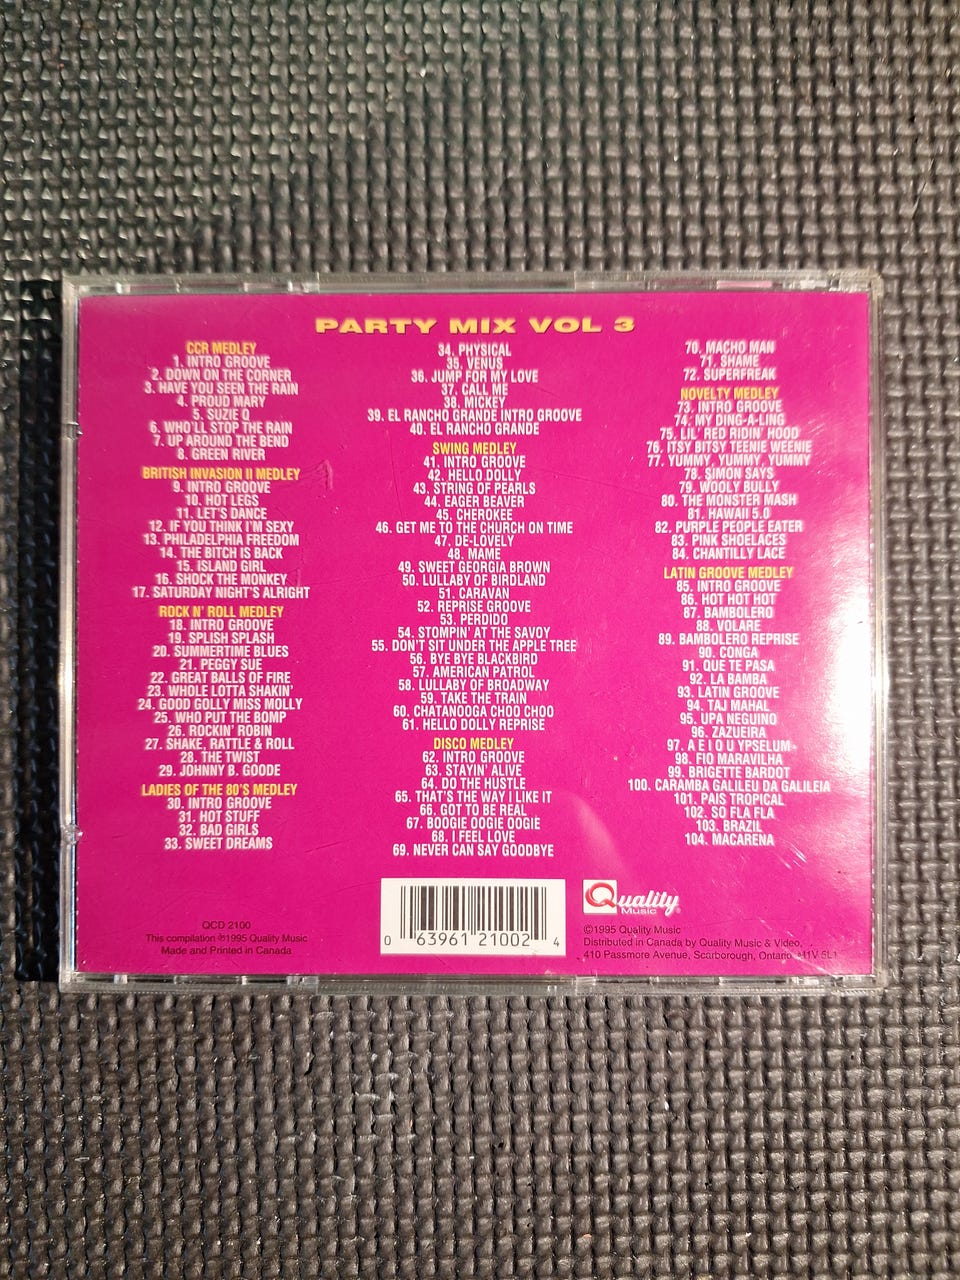 PARTY MIX VOL 3
CCR MEDLEY
1. INTRO GROOVE
2. DOWN ON THE CORNER
3. HAVE YOU SEEN THE RAIN
4. PROUD MARY
5. SUZIE Q
6. WHO'LL STOP THE RAIN
7. UP AROUND THE BEND
8. GREEN RIVER
BRITISH INVASION II MEDLEY
9. INTRO GROOVE
10. HOT LEGS
11. LET'S DANCE
12. IF YOU THINK I'M SEXY
13. PHILADELPHIA FREEDOM
14. THE BITCH IS BACK
15. ISLAND GIRL
16. SHOCK THE MONKEY
17. SATURDAY NIGHT'S ALRIGHT
ROCK N' ROLL MEDLEY
18. INTRO GROOVE
19. SPLISH SPLASH
20. SUMMERTIME BLUES
21. PEGGY SUE
22. GREAT BALLS OF FIRE
23. WHOLE LOTTA SHAKIN'
24. GOOD GOLLY MISS MOLLY
25. WHO PUT THE BOMP
26. ROCKIN' ROBIN
27. SHAKE, RATTLE & ROLL
28. THE TWIST
29. JOHNNY B. GOODE
LADIES OF THE 80'S MEDLEY
30. INTRO GROOVE
31. HOT STUFF
32. BAD GIRLS
33. SWEET DREAMS
34. PHYSICAL
35. VENUS
36. JUMP FOR MY LOVE
37. CALL ME
38. MICKEY
39. EL RANCHO GRANDE INTRO GROOVE
40. EL RANCHO GRANDE
SWING MEDLEY
41. INTRO GROOVE
42. HELLO DOLLY
43. STRING OF PEARLS
44. EAGER BEAVER
45. CHEROKEE
46. GET ME TO THE CHURCH ON TIME
47. DE-LOVELY
48. MAME
49. SWEET GEORGIA BROWN
50. LULLABY OF BIRDLAND
51. CARAVAN
52. REPRISE GROOVE
53. PERDIDO
54. STOMPIN' AT THE SAVOY
55. DON'T SIT UNDER THE APPLE TREE
56. BYE BYE BLACKBIRD
57. AMERICAN PATROL
58. LULLABY OF BROADWAY
59. TAKE THE TRAIN
60. CHATANOOGA CHOO CHOO
61. HELLO DOLLY REPRISE
DISCO MEDLEY
62. INTRO GROOVE
63. STAYIN' ALIVE
64. DO THE HUSTLE
65. THAT'S THE WAY I LIKE IT
66. GOT TO BE REAL
67. BOOGIE OOGIE OOGIE
68. I FEEL LOVE
69. NEVER CAN SAY GOODBYE
70. MACHO MAN
71. SHAME
72. SUPERFREAK
NOVELTY MEDLEY
73. INTRO GROOVE
74. MY DING-A-LING
75. LIL' RED RIDIN' HOOD
76. ITSY BITSY TEENIE WEENIE
77. YUMMY, YUMMY, YUMMY
78. SIMON SAYS
79. WOOLY BULLY
80. THE MONSTER MASH
81. HAWAII 5.0
82. PURPLE PEOPLE EATER
83. PINK SHOELACES
84. CHANTILLY LACE
LATIN GROOVE MEDLEY
85. INTRO GROOVE
86. HOT HOT HOT
87. BAMBOLERO
88. VOLARE
89. BAMBOLERO REPRISE
90. CONGA
91. QUE TE PASA
92. LA BAMBA
93. LATIN GROOVE
94. TAJ MAHAL
95. UPA NEGUINO
96. ZAZUEIRA
97. A E I O U YPSELUM-
98. FIO MARAVILHA
99. BRIGETTE BARDOT
100. CARAMBA GALILEU DA GALILEIA
101. PAIS TROPICAL
102. SO FLA FLA
103. BRAZIL
104. MACARENA
QCD 2100
This compilation ©1995 Quality Music
Made and Printed in Canada
0 63961 21002 4
Quality
Music
©1995 Quality Music
Distributed in Canada by Quality Music & Video,
410 Passmore Avenue, Scarborough, Ontario, M1V 5L1